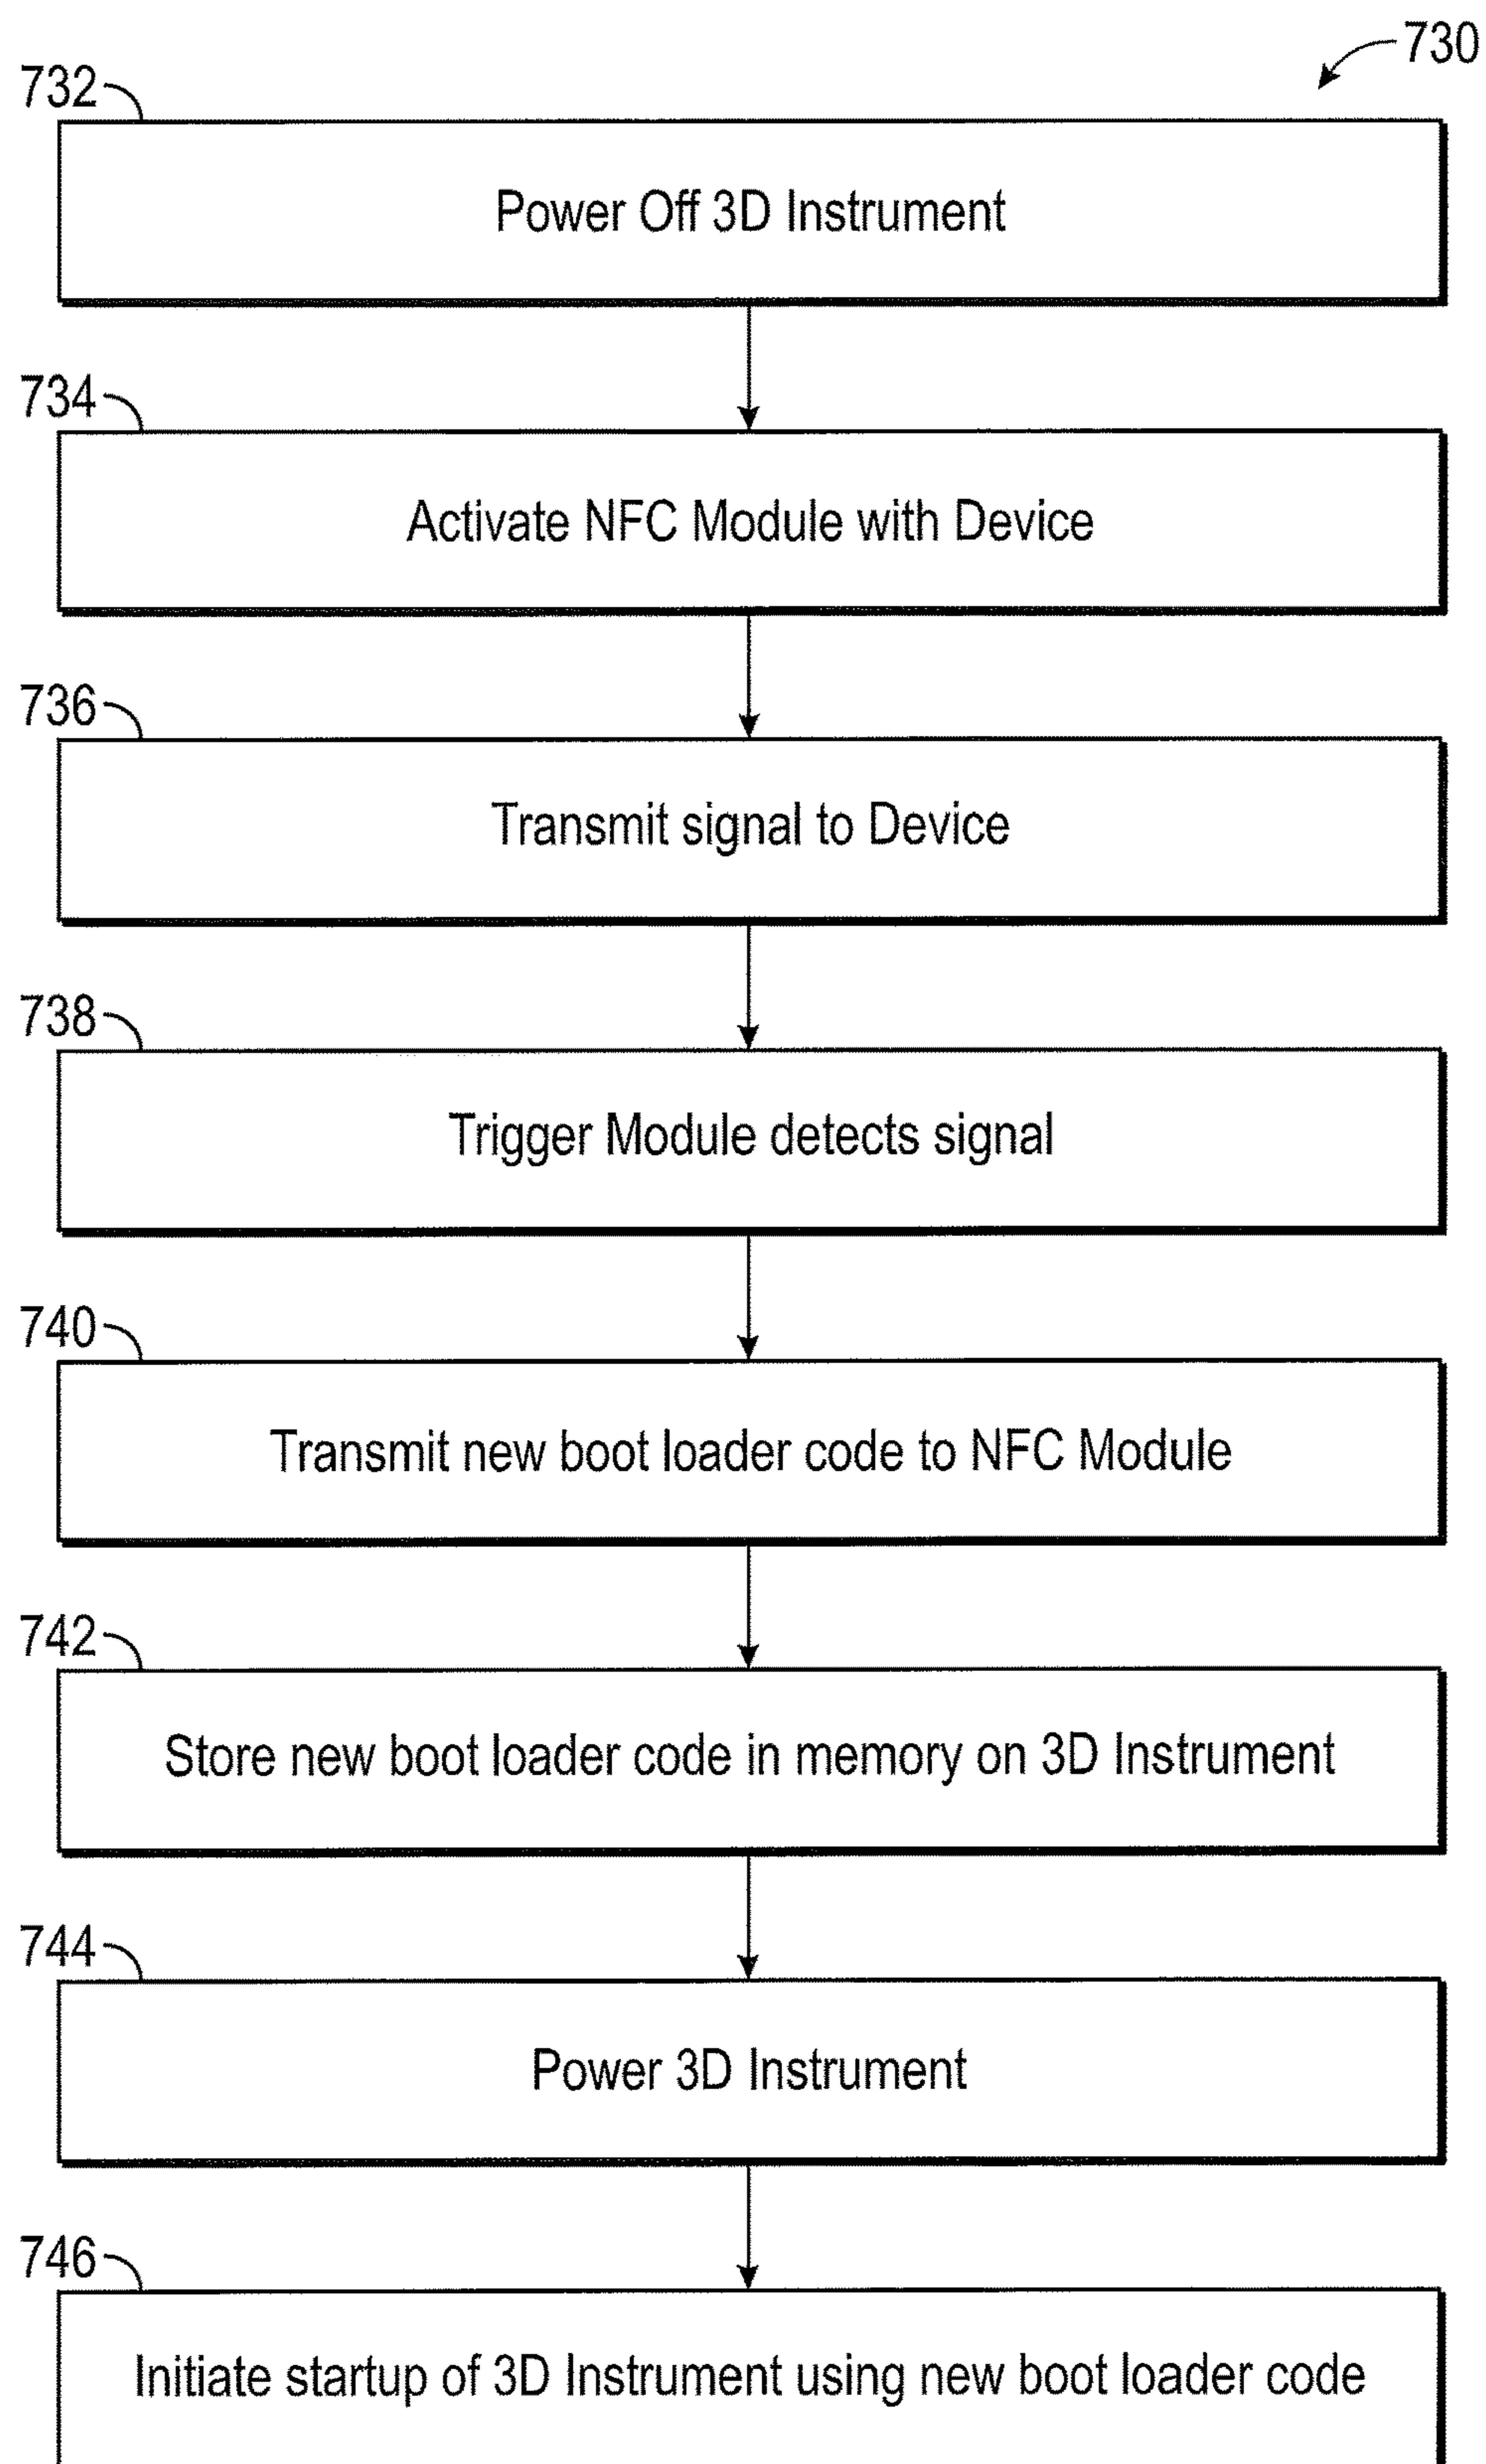 730
732
Power Off 3D Instrument
734
Activate NFC Module with Device
736
Transmit signal to Device
738
Trigger Module detects signal
740
Transmit new boot loader code to NFC Module
742
Store new boot loader code in memory on 3D Instrument
744
Power 3D Instrument
746
Initiate startup of 3D Instrument using new boot loader code